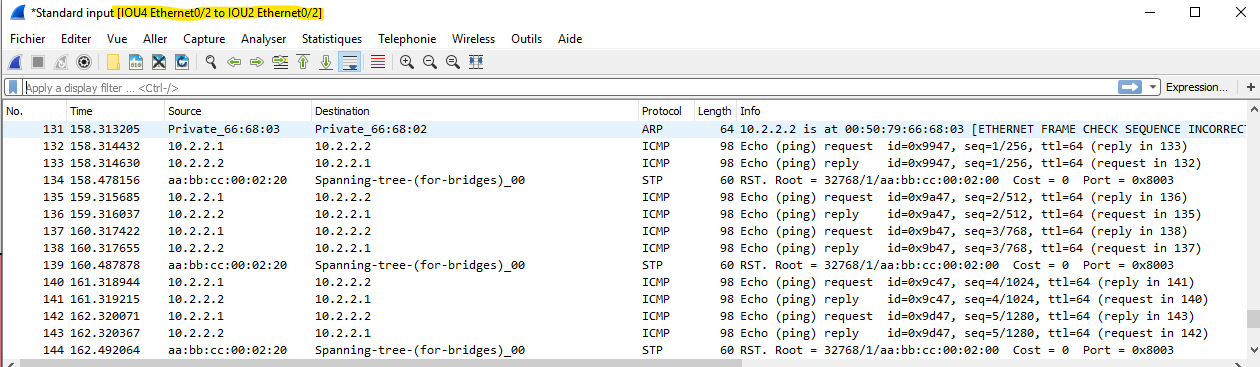 *Standard input [IOU4 Ethernet0/2 to IOU2 Ethernet0/2]
Fichier Editer Vue Aller Capture Analyser Statistiques Telephonie Wireless Outils Aide
Apply a display filter ... <Ctrl-/> Expression... +
No. Time Source Destination Protocol Length Info
131 158.313205 Private_66:68:03 Private_66:68:02 ARP 64 10.2.2.2 is at 00:50:79:66:68:03 [ETHERNET FRAME CHECK SEQUENCE INCORRECT
132 158.314432 10.2.2.1 10.2.2.2 ICMP 98 Echo (ping) request id=0x9947, seq=1/256, ttl=64 (reply in 133)
133 158.314630 10.2.2.2 10.2.2.1 ICMP 98 Echo (ping) reply id=0x9947, seq=1/256, ttl=64 (request in 132)
134 158.478156 aa:bb:cc:00:02:20 Spanning-tree-(for-bridges)_00 STP 60 RST. Root = 32768/1/aa:bb:cc:00:02:00 Cost = 0 Port = 0x8003
135 159.315685 10.2.2.1 10.2.2.2 ICMP 98 Echo (ping) request id=0x9a47, seq=2/512, ttl=64 (reply in 136)
136 159.316037 10.2.2.2 10.2.2.1 ICMP 98 Echo (ping) reply id=0x9a47, seq=2/512, ttl=64 (request in 135)
137 160.317422 10.2.2.1 10.2.2.2 ICMP 98 Echo (ping) request id=0x9b47, seq=3/768, ttl=64 (reply in 138)
138 160.317655 10.2.2.2 10.2.2.1 ICMP 98 Echo (ping) reply id=0x9b47, seq=3/768, ttl=64 (request in 137)
139 160.487878 aa:bb:cc:00:02:20 Spanning-tree-(for-bridges)_00 STP 60 RST. Root = 32768/1/aa:bb:cc:00:02:00 Cost = 0 Port = 0x8003
140 161.318944 10.2.2.1 10.2.2.2 ICMP 98 Echo (ping) request id=0x9c47, seq=4/1024, ttl=64 (reply in 141)
141 161.319215 10.2.2.2 10.2.2.1 ICMP 98 Echo (ping) reply id=0x9c47, seq=4/1024, ttl=64 (request in 140)
142 162.320071 10.2.2.1 10.2.2.2 ICMP 98 Echo (ping) request id=0x9d47, seq=5/1280, ttl=64 (reply in 143)
143 162.320367 10.2.2.2 10.2.2.1 ICMP 98 Echo (ping) reply id=0x9d47, seq=5/1280, ttl=64 (request in 142)
144 162.492064 aa:bb:cc:00:02:20 Spanning-tree-(for-bridges)_00 STP 60 RST. Root = 32768/1/aa:bb:cc:00:02:00 Cost = 0 Port = 0x8003